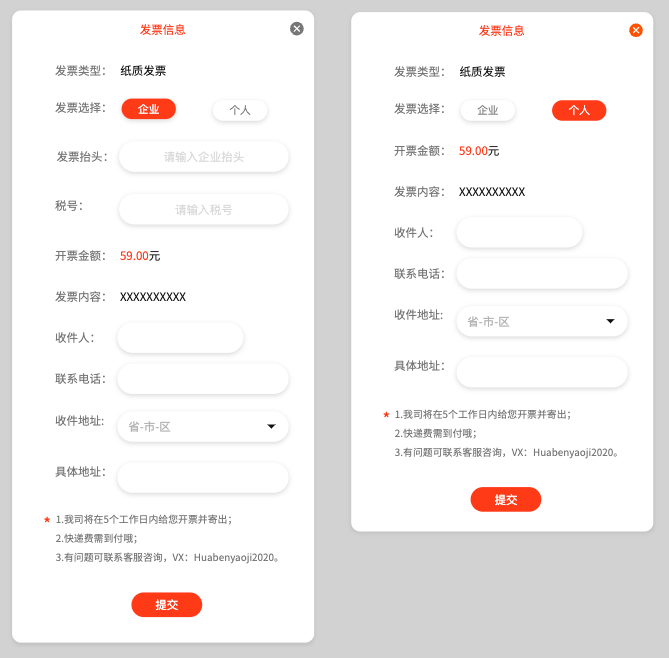 发票信息
发票类型： 纸质发票
发票选择： 企业 个人
发票抬头： 请输入企业抬头
税号： 请输入税号
开票金额： 59.00元
发票内容： XXXXXXXXXX
收件人：
联系电话：
收件地址: 省-市-区
具体地址：
* 1.我司将在5个工作日内给您开票并寄出；
2.快递费需到付哦；
3.有问题可联系客服咨询，VX：Huabenyaoji2020。
提交
发票信息
发票类型： 纸质发票
发票选择： 企业 个人
开票金额： 59.00元
发票内容： XXXXXXXXXX
收件人：
联系电话：
收件地址: 省-市-区
具体地址：
* 1.我司将在5个工作日内给您开票并寄出；
2.快递费需到付哦；
3.有问题可联系客服咨询，VX：Huabenyaoji2020。
提交